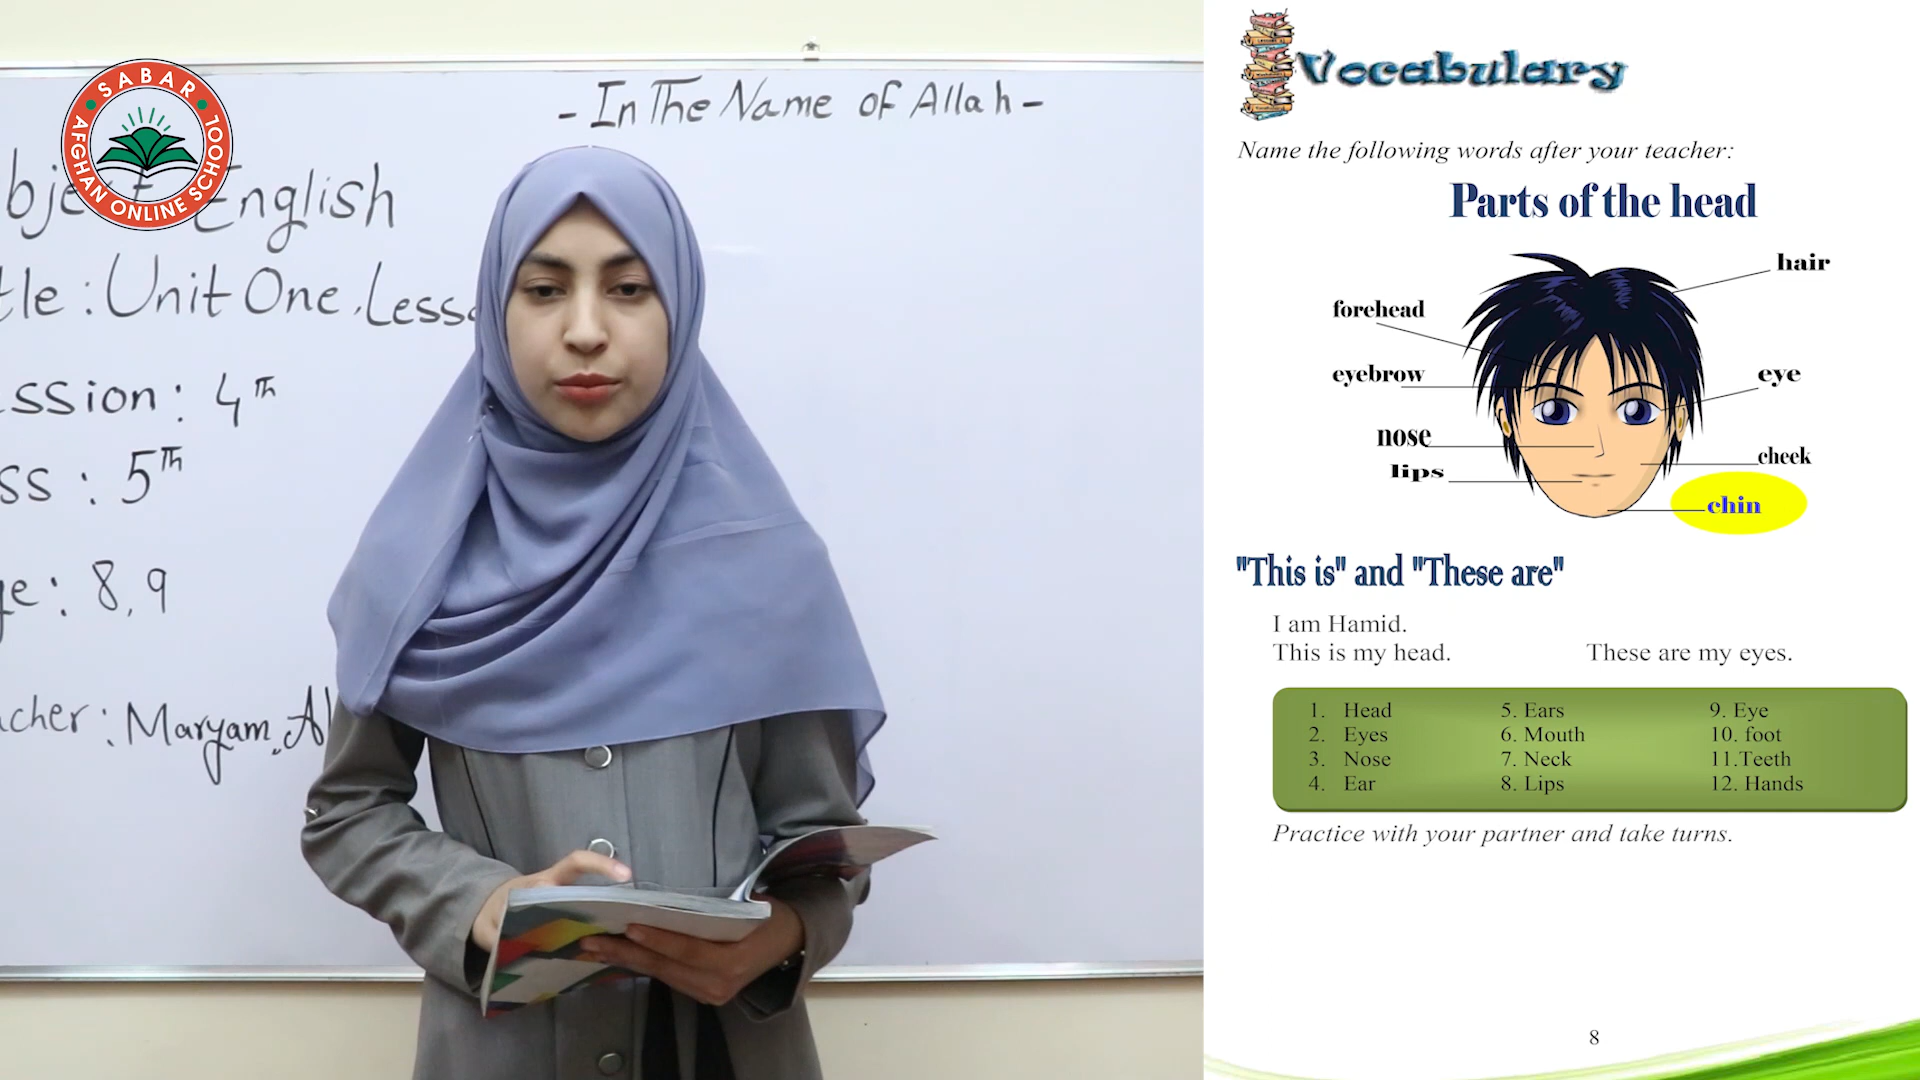 SABAR
AFGHAN ONLINE SCHOOL
- In The Name of Allah -
bject English
tle : Unit One, Lesso
ssion : 4th
ss : 5th
ge : 8, 9
acher : Maryam Al
Vocabulary
Name the following words after your teacher:
Parts of the head
hair
forehead
eyebrow
eye
nose
cheek
lips
chin
"This is" and "These are"
I am Hamid.
This is my head. These are my eyes.
1. Head 5. Ears 9. Eye
2. Eyes 6. Mouth 10. foot
3. Nose 7. Neck 11.Teeth
4. Ear 8. Lips 12. Hands
Practice with your partner and take turns.
8